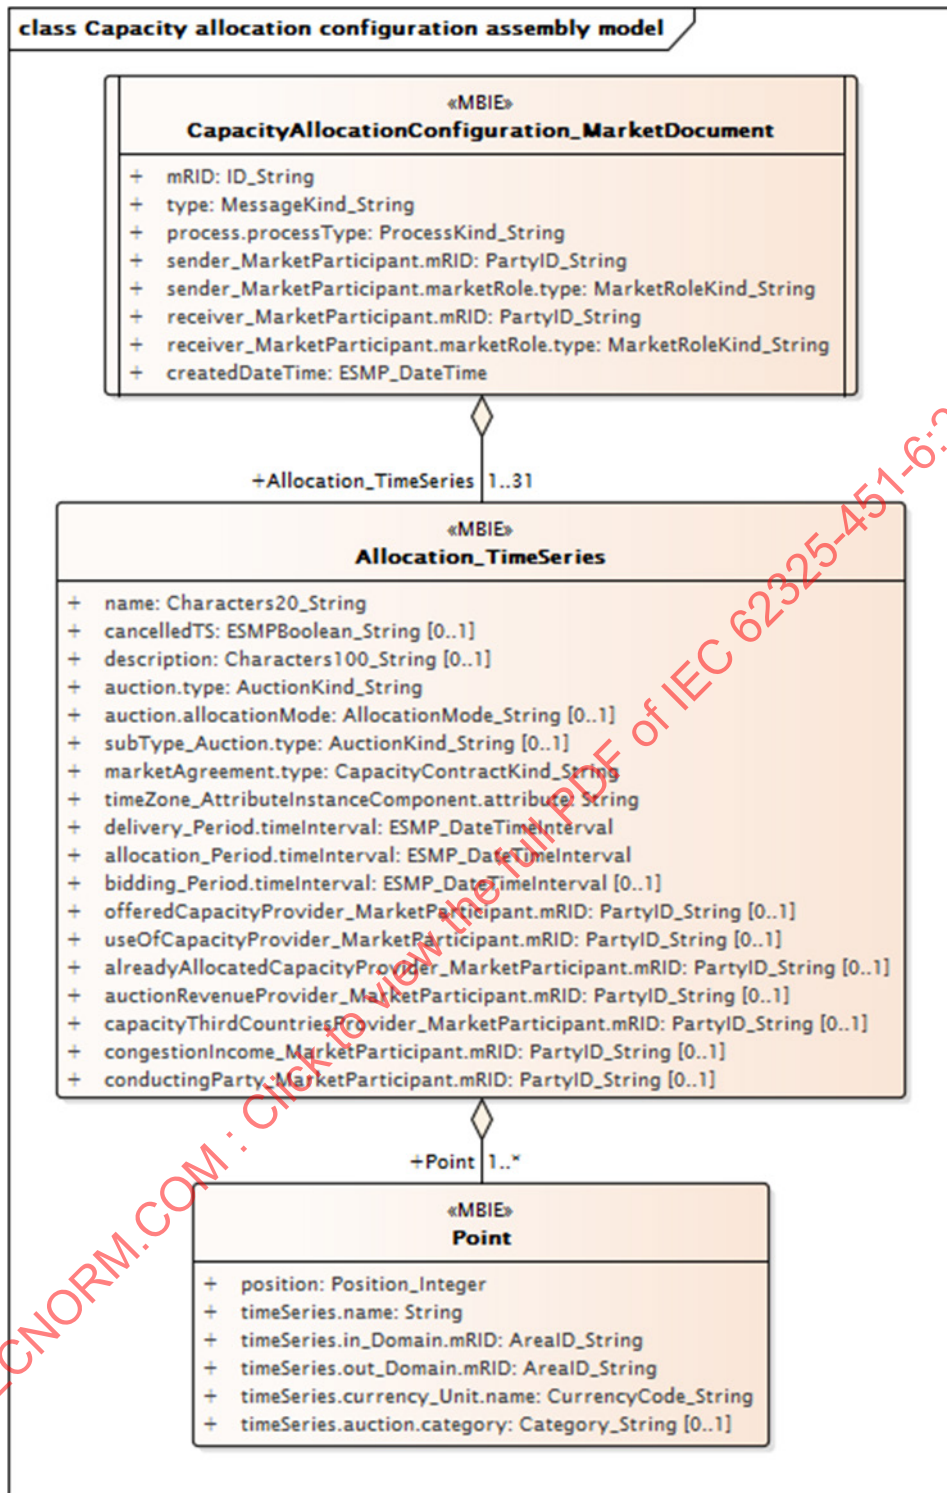 class Capacity allocation configuration assembly model
«MBIE»
CapacityAllocationConfiguration_MarketDocument
+ mRID: ID_String
+ type: MessageKind_String
+ process.processType: ProcessKind_String
+ sender_MarketParticipant.mRID: PartyID_String
+ sender_MarketParticipant.marketRole.type: MarketRoleKind_String
+ receiver_MarketParticipant.mRID: PartyID_String
+ receiver_MarketParticipant.marketRole.type: MarketRoleKind_String
+ createdDateTime: ESMP_DateTime
+Allocation_TimeSeries 1..31
«MBIE»
Allocation_TimeSeries
+ name: Characters20_String
+ cancelledTS: ESMPBoolean_String [0..1]
+ description: Characters100_String [0..1]
+ auction.type: AuctionKind_String
+ auction.allocationMode: AllocationMode_String [0..1]
+ subType_Auction.type: AuctionKind_String [0..1]
+ marketAgreement.type: CapacityContractKind_String
+ timeZone_AttributeInstanceComponent.attribute: String
+ delivery_Period.timeInterval: ESMP_DateTimeInterval
+ allocation_Period.timeInterval: ESMP_DateTimeInterval
+ bidding_Period.timeInterval: ESMP_DateTimeInterval [0..1]
+ offeredCapacityProvider_MarketParticipant.mRID: PartyID_String [0..1]
+ useOfCapacityProvider_MarketParticipant.mRID: PartyID_String [0..1]
+ alreadyAllocatedCapacityProvider_MarketParticipant.mRID: PartyID_String [0..1]
+ auctionRevenueProvider_MarketParticipant.mRID: PartyID_String [0..1]
+ capacityThirdCountriesProvider_MarketParticipant.mRID: PartyID_String [0..1]
+ congestionIncome_MarketParticipant.mRID: PartyID_String [0..1]
+ conductingParty_MarketParticipant.mRID: PartyID_String [0..1]
+Point 1..*
«MBIE»
Point
+ position: Position_Integer
+ timeSeries.name: String
+ timeSeries.in_Domain.mRID: AreaID_String
+ timeSeries.out_Domain.mRID: AreaID_String
+ timeSeries.currency_Unit.name: CurrencyCode_String
+ timeSeries.auction.category: Category_String [0..1]
CNORM.COM : Click to view the full PDF of IEC 62325-451-6:2